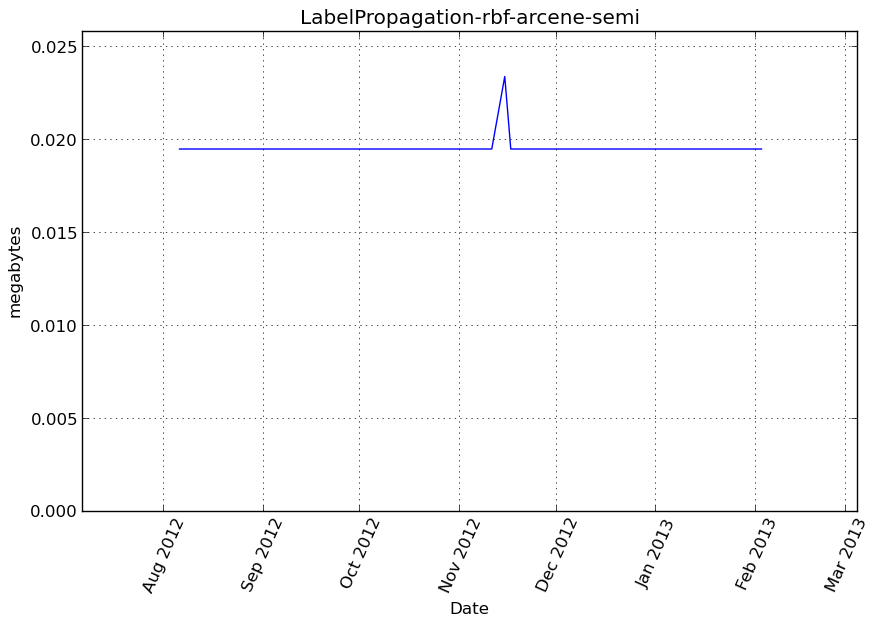 LabelPropagation-rbf-arcene-semi
0.025
0.020
0.015
0.010
0.005
0.000
megabytes
Aug 2012
Sep 2012
Oct 2012
Nov 2012
Dec 2012
Jan 2013
Feb 2013
Mar 2013
Date